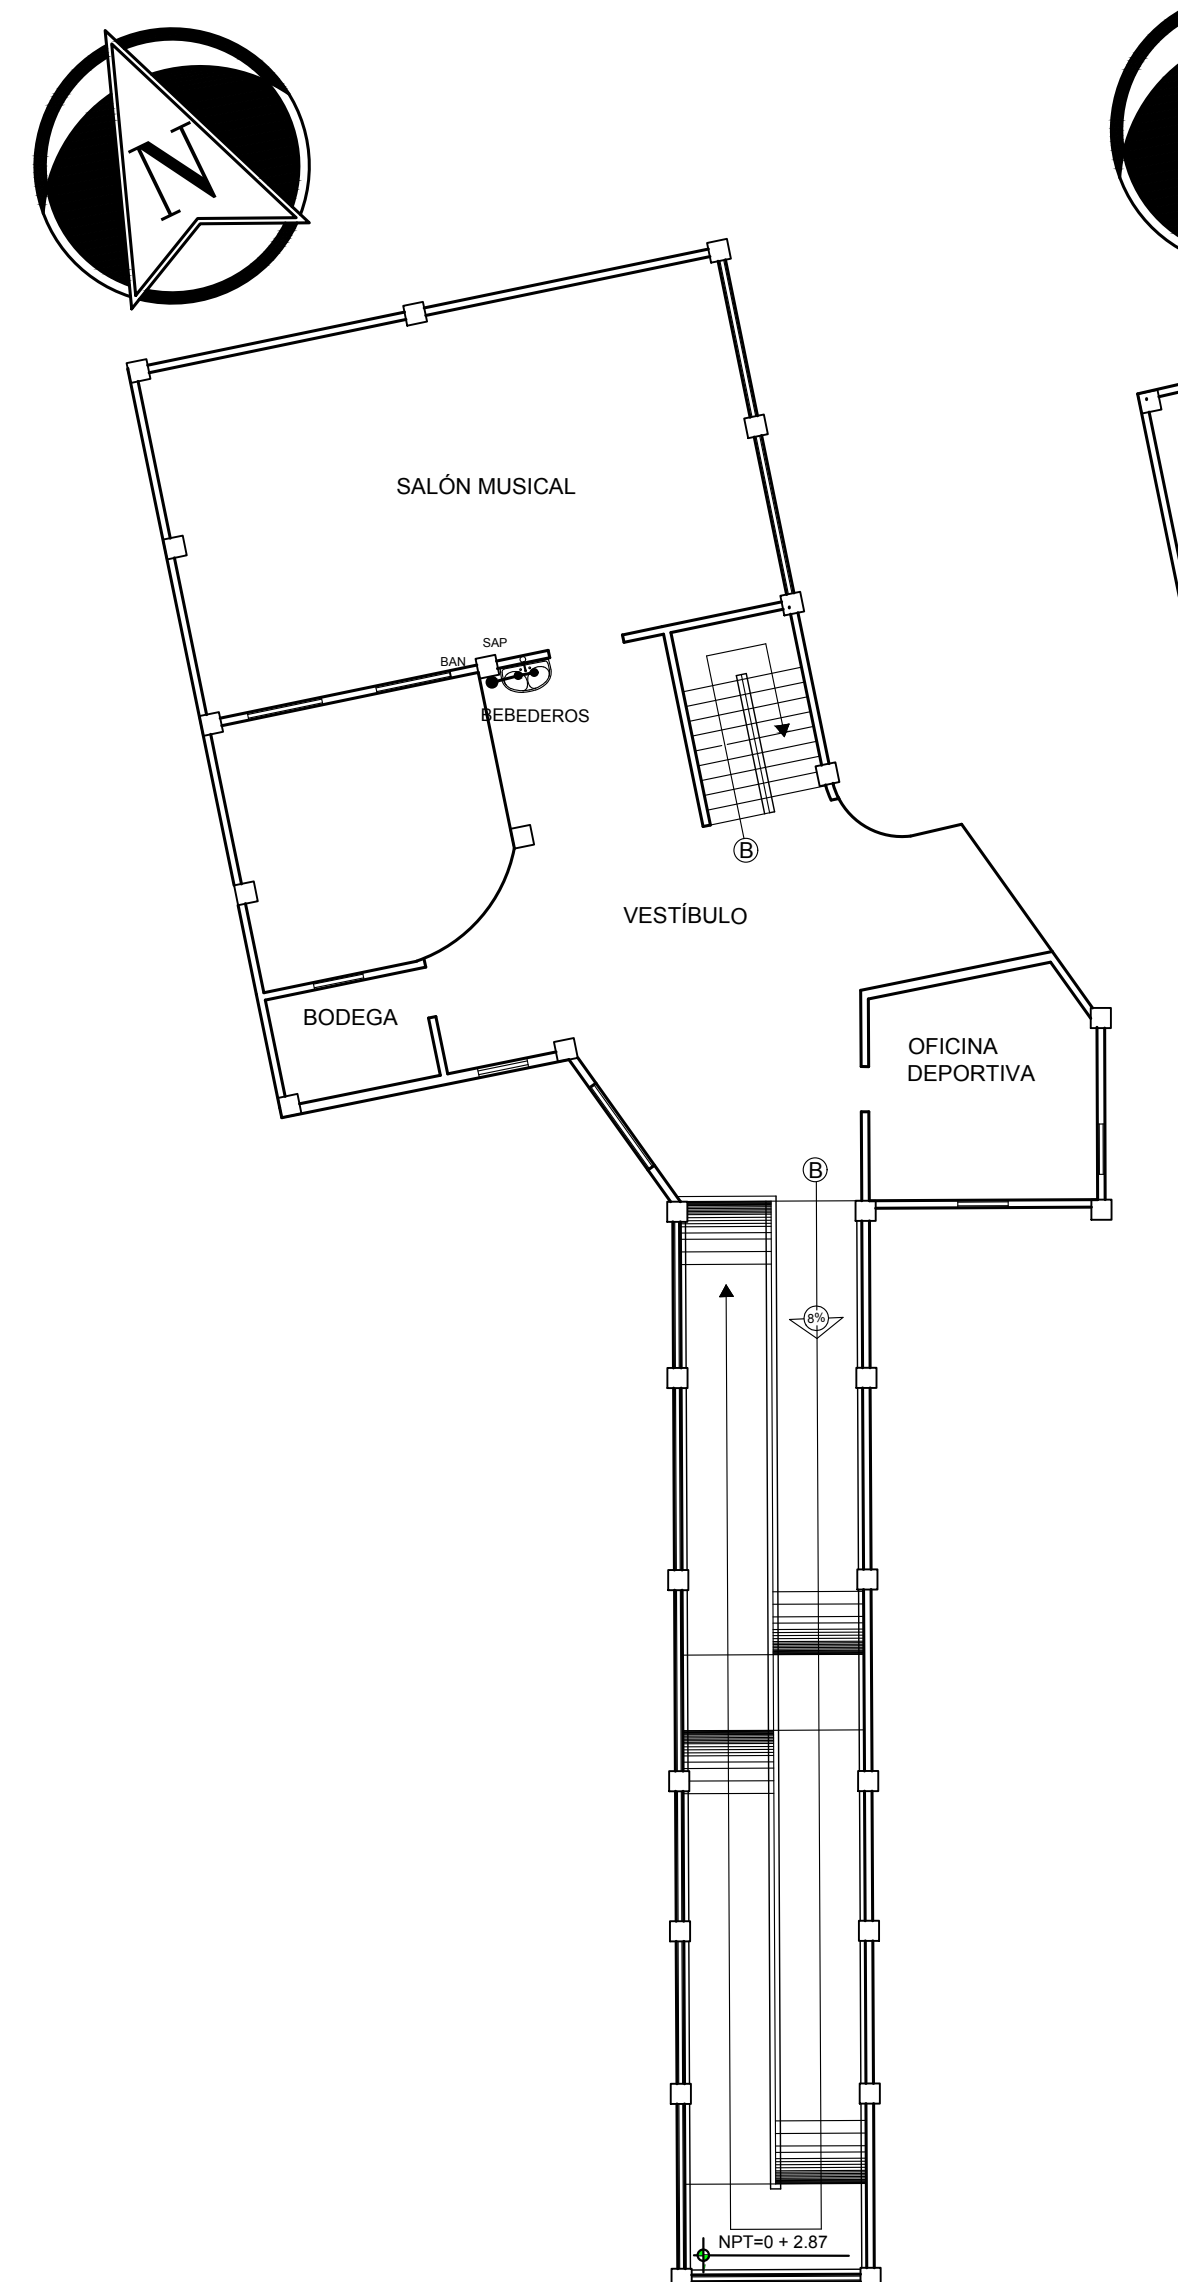 N
SALÓN MUSICAL
SAP
BAN
BEBEDEROS
B
VESTÍBULO
BODEGA
OFICINA
DEPORTIVA
B
8%
NPT=0 + 2.87